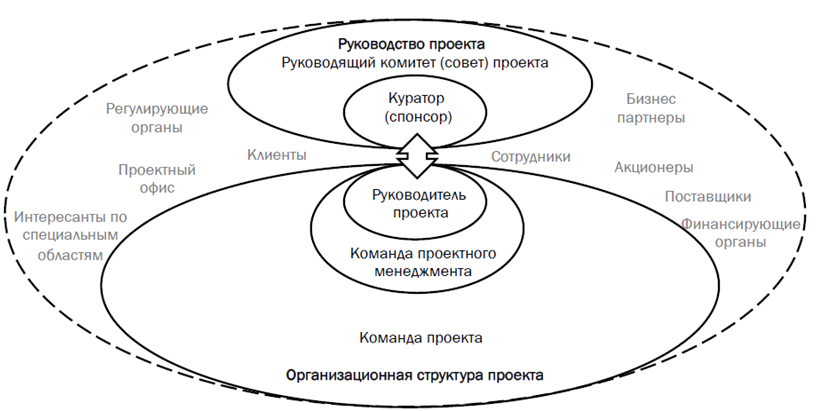 Руководство проекта
Руководящий комитет (совет) проекта
Куратор
(спонсор)
Регулирующие
органы
Бизнес
партнеры
Клиенты
Сотрудники
Проектный
офис
Акционеры
Интересанты по
специальным
областям
Поставщики
Финансирующие
органы
Руководитель
проекта
Команда проектного
менеджмента
Команда проекта
Организационная структура проекта